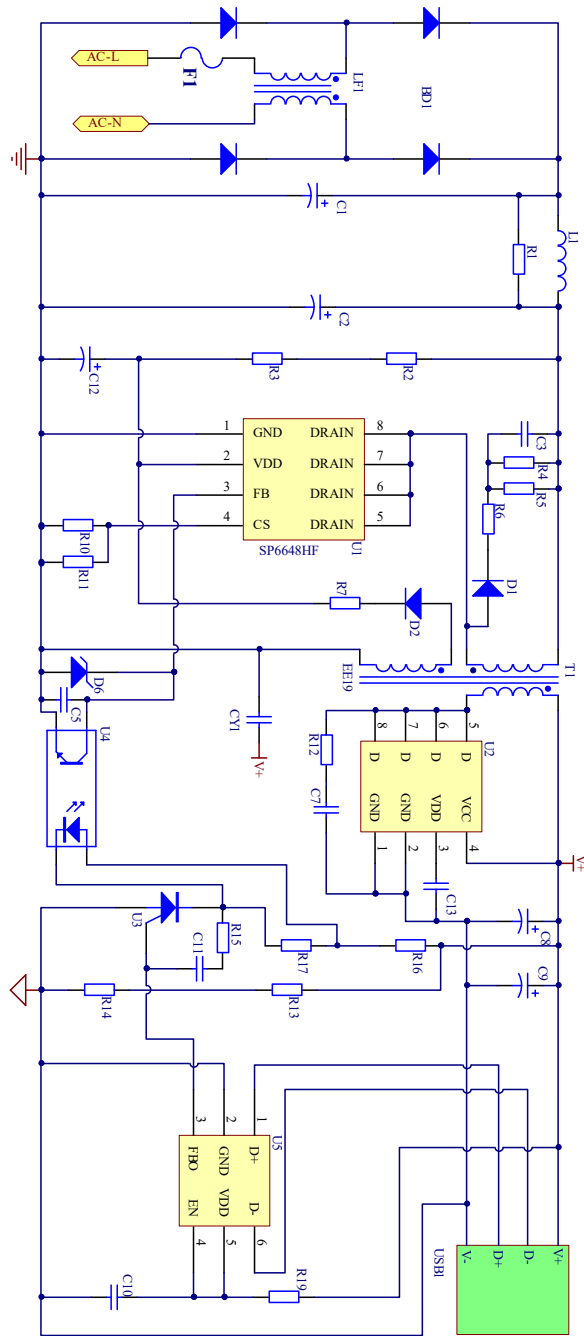 AC-L
F1
AC-N
LF1
BD1
C1
R1
L1
C2
C12
R3
R2
1
GND
DRAIN
8
2
VDD
DRAIN
7
3
FB
DRAIN
6
4
CS
DRAIN
5
U1
SP6648HF
C3
R4
R5
R6
D1
R10
R11
R7
D2
EE19
T1
D6
C5
U4
CY1
V+
R12
C7
U2
8
7
6
5
D
D
D
D
GND
GND
VDD
VCC
1
2
3
4
C13
V+
C8
C9
U3
R15
C11
R17
R16
R14
R13
3
2
1
U5
FBO
GND
D+
EN
VDD
D-
4
5
6
C10
R19
V-
D+
D-
V+
USB1